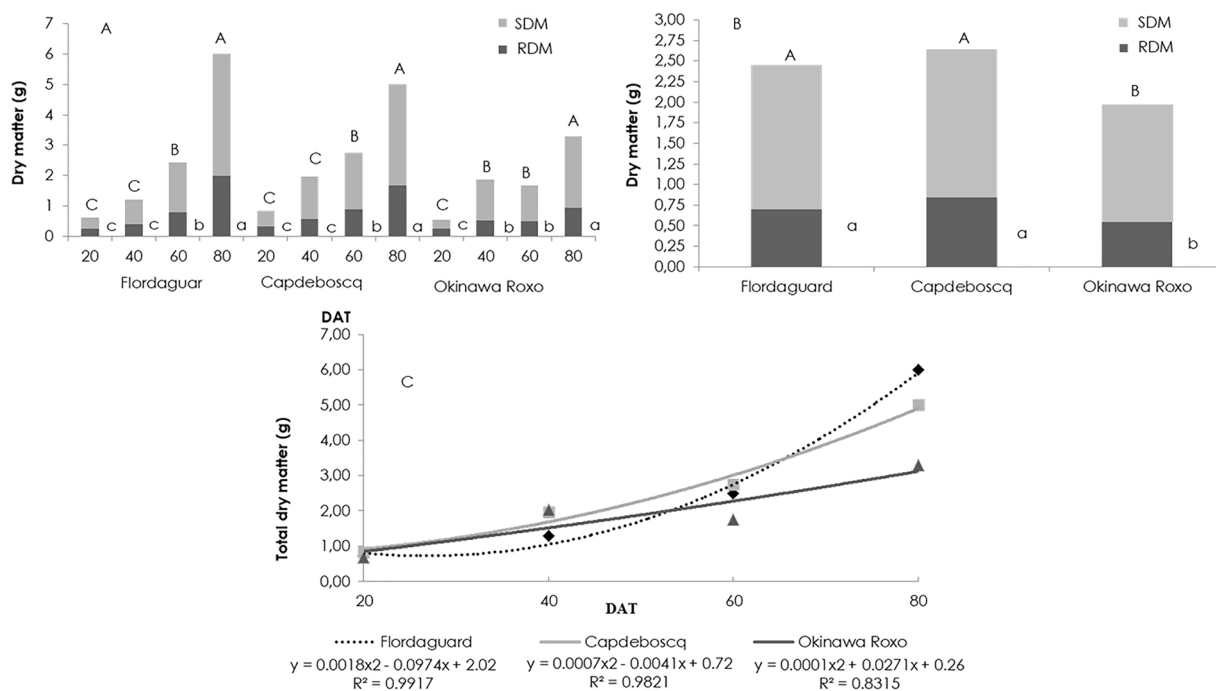 A
SDM
RDM
Dry matter (g)
7
6
5
4
3
2
1
0
C C B A C C B A C B B A
c c b a c c b a c b b a
20 40 60 80 20 40 60 80 20 40 60 80
Flordaguar Capdeboscq Okinawa Roxo
DAT
B
SDM
RDM
Dry matter (g)
3,00
2,75
2,50
2,25
2,00
1,75
1,50
1,25
1,00
0,75
0,50
0,25
0,00
A A B
a a b
Flordaguard Capdeboscq Okinawa Roxo
C
Total dry matter (g)
7,00
6,00
5,00
4,00
3,00
2,00
1,00
0,00
20 40 60 80
DAT
Flordaguard Capdeboscq Okinawa Roxo
y = 0.0018x2 - 0.0974x + 2.02 y = 0.0007x2 - 0.0041x + 0.72 y = 0.0001x2 + 0.0271x + 0.26
R² = 0.9917 R² = 0.9821 R² = 0.8315